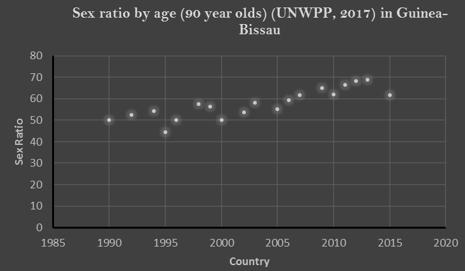 Sex ratio by age (90 year olds) (UNWPP, 2017) in Guinea-
Bissau
80
70
60
50
40
30
20
10
0
Sex Ratio
1985 1990 1995 2000 2005 2010 2015 2020
Country